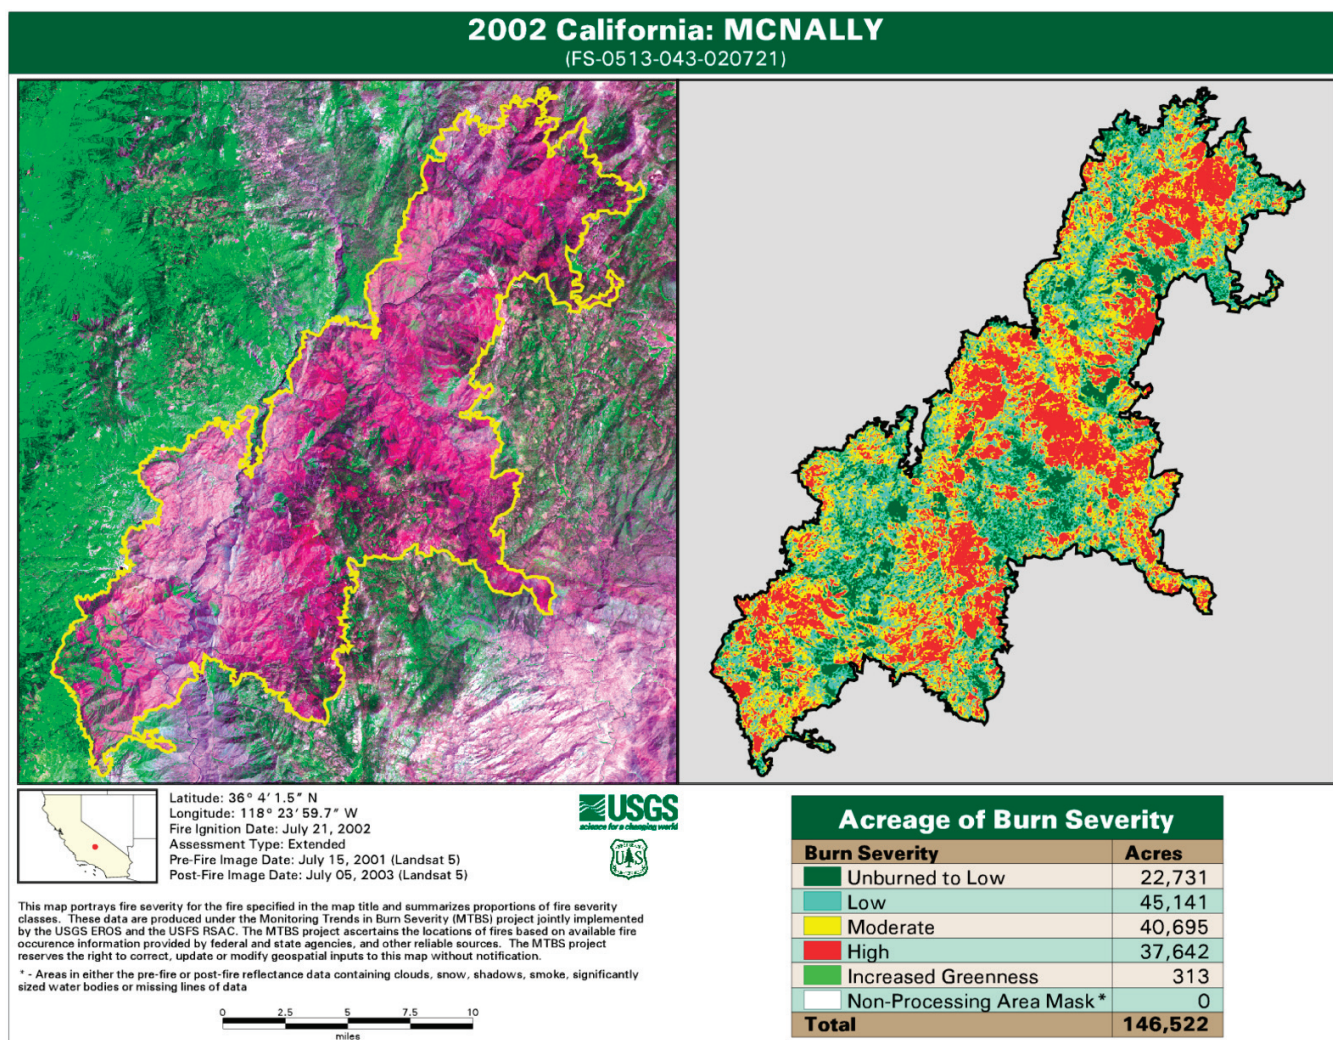 2002 California: MCNALLY
(FS-0513-043-020721)
Latitude: 36° 4' 1.5" N
Longitude: 118° 23' 59.7" W
Fire Ignition Date: July 21, 2002
Assessment Type: Extended
Pre-Fire Image Date: July 15, 2001 (Landsat 5)
Post-Fire Image Date: July 05, 2003 (Landsat 5)
USGS
science for a changing world
U S
This map portrays fire severity for the fire specified in the map title and summarizes proportions of fire severity
classes. These data are produced under the Monitoring Trends in Burn Severity (MTBS) project jointly implemented
by the USGS EROS and the USFS RSAC. The MTBS project ascertains the locations of fires based on available fire
occurence information provided by federal and state agencies, and other reliable sources. The MTBS project
reserves the right to correct, update or modify geospatial inputs to this map without notification.
* - Areas in either the pre-fire or post-fire reflectance data containing clouds, snow, shadows, smoke, significantly
sized water bodies or missing lines of data
0 2.5 5 7.5 10
miles
Acreage of Burn Severity
Burn Severity Acres
Unburned to Low 22,731
Low 45,141
Moderate 40,695
High 37,642
Increased Greenness 313
Non-Processing Area Mask * 0
Total 146,522